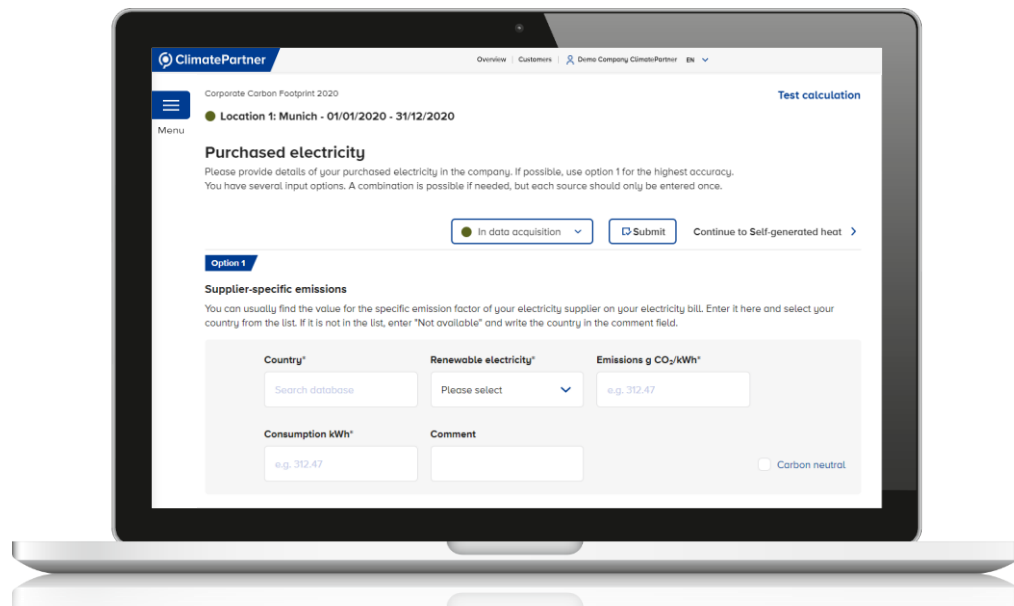 ClimatePartner
Overview | Customers | Demo Company ClimatePartner EN
Corporate Carbon Footprint 2020
Test calculation
Menu
Location 1: Munich - 01/01/2020 - 31/12/2020
Purchased electricity
Please provide details of your purchased electricity in the company. If possible, use option 1 for the highest accuracy.
You have several input options. A combination is possible if needed, but each source should only be entered once.
In data acquisition
Submit
Continue to Self-generated heat
Option 1
Supplier-specific emissions
You can usually find the value for the specific emission factor of your electricity supplier on your electricity bill. Enter it here and select your
country from the list. If it is not in the list, enter "Not available" and write the country in the comment field.
Country* Renewable electricity* Emissions g CO₂/kWh*
Search database Please select e.g. 312.47
Consumption kWh* Comment
e.g. 312.47 Carbon neutral